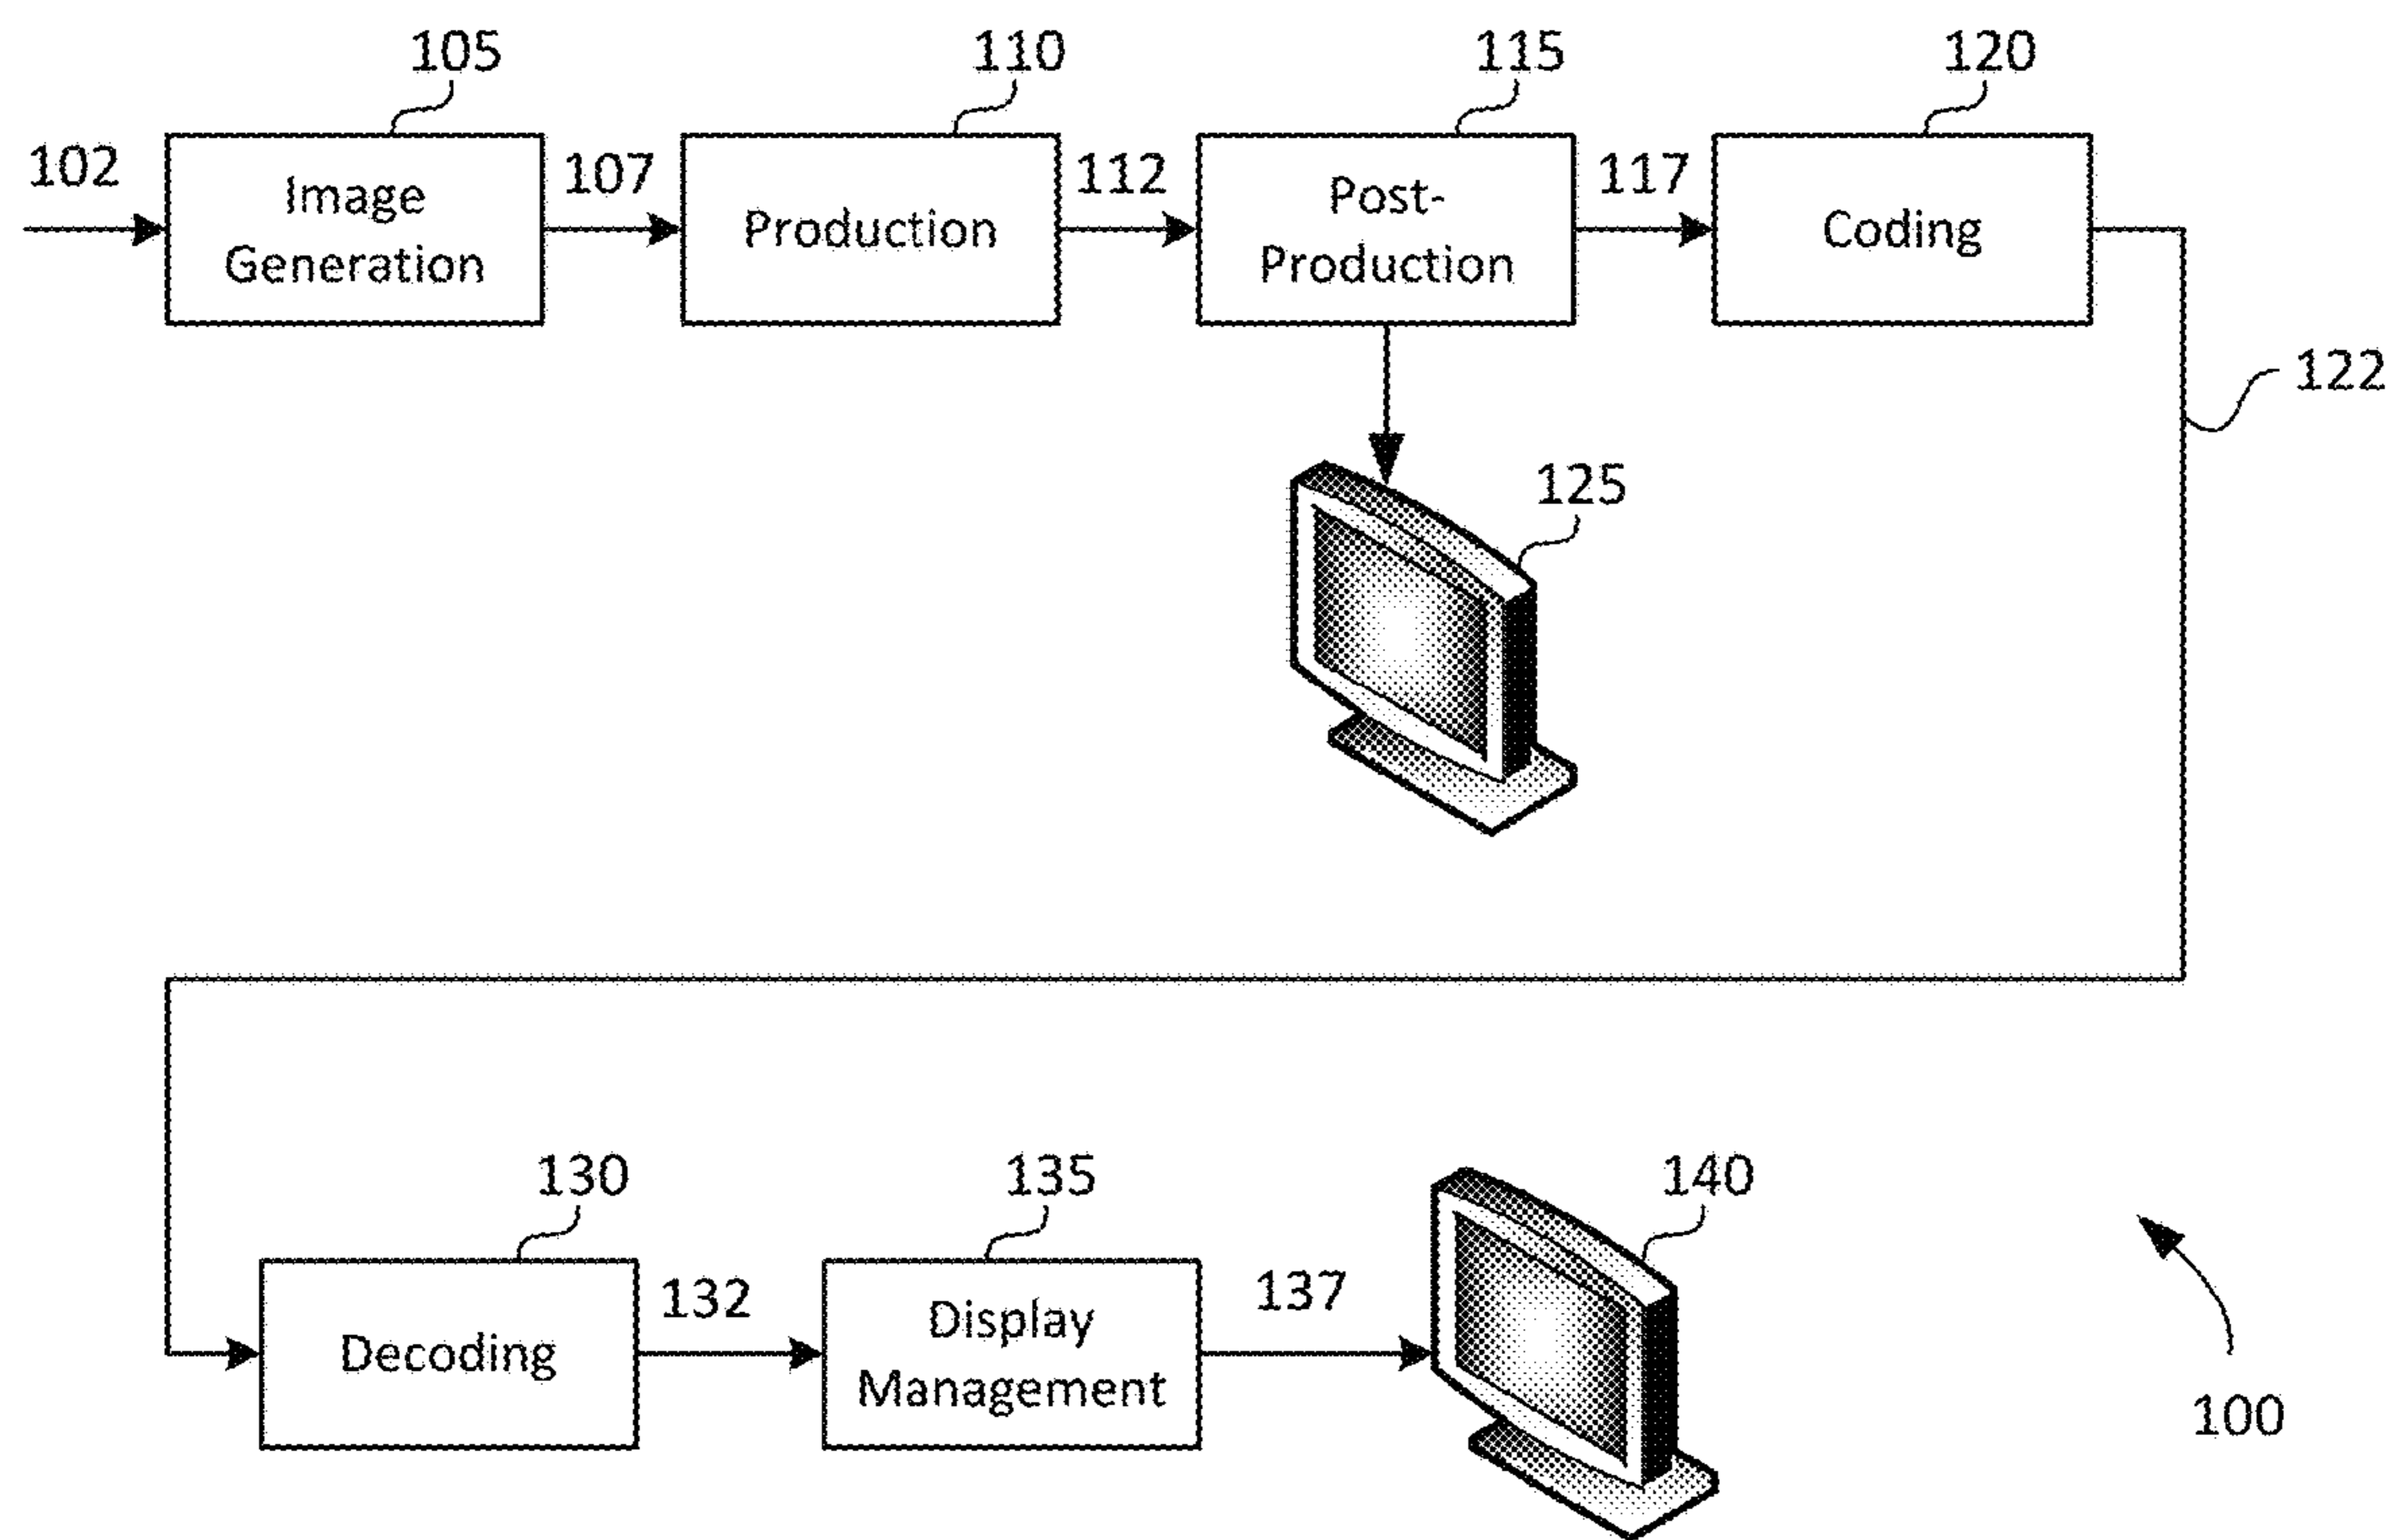 105
110
115
120
102
Image
Generation
107
Production
112
Post-
Production
117
Coding
122
125
130
135
140
Decoding
132
Display
Management
137
100